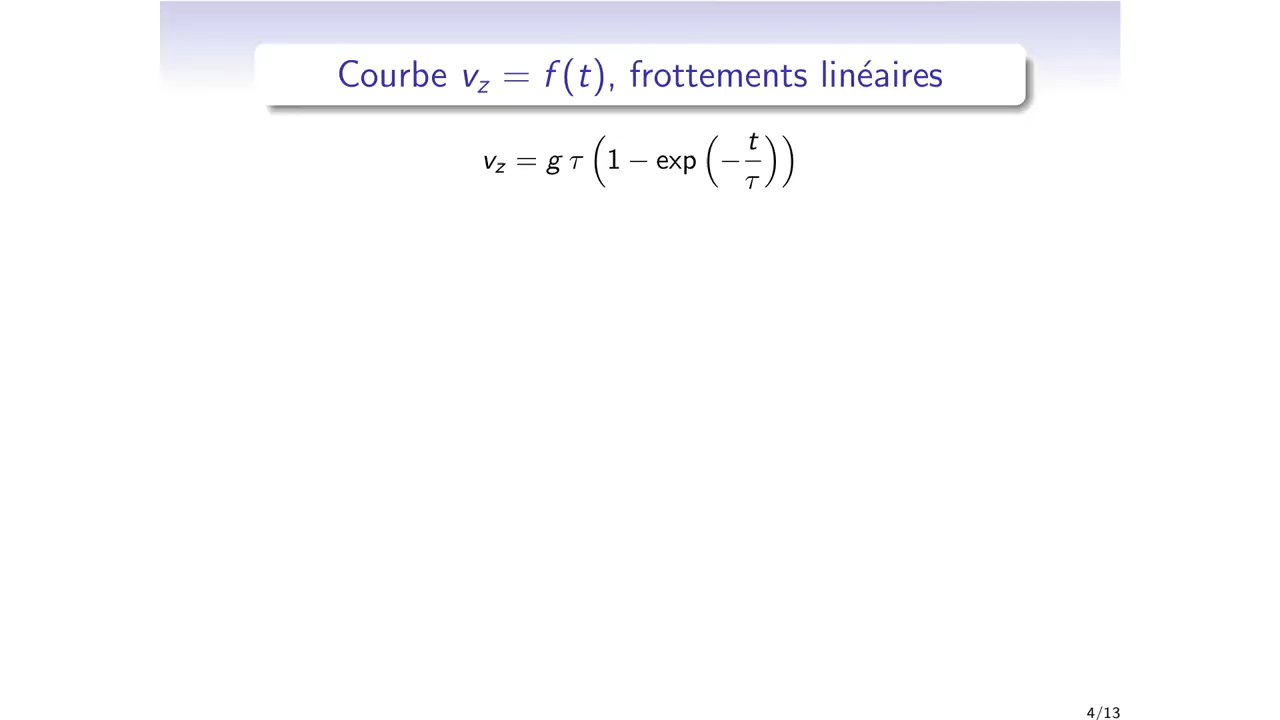 Courbe v_z = f(t), frottements linéaires
v_z = g τ (1 − exp (−t/τ))
4/13